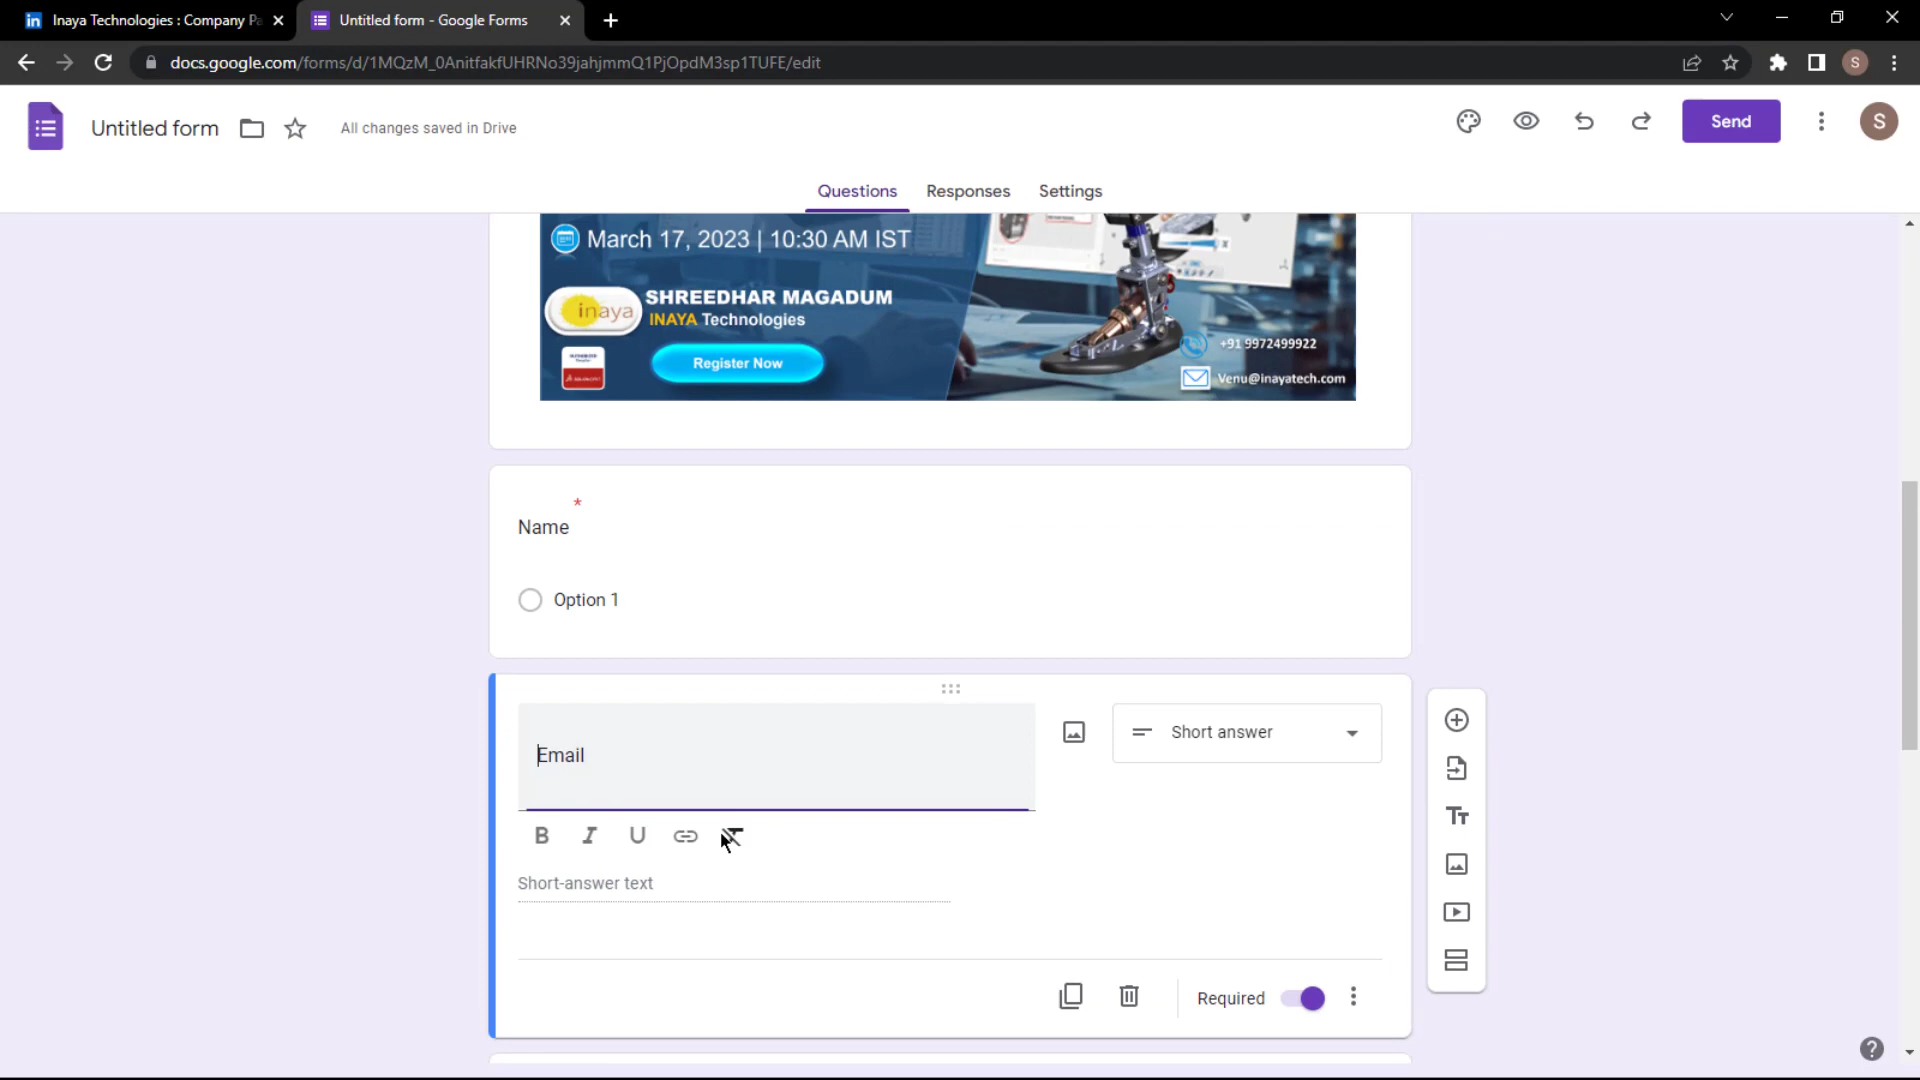 Inaya Technologies : Company Pa
Untitled form - Google Forms
docs.google.com/forms/d/1MQzM_0AnitfakfUHRNo39jahjmmQ1PjOpdM3sp1TUFE/edit
S
Untitled form
All changes saved in Drive
Send
S
Questions
Responses
Settings
March 17, 2023 | 10:30 AM IST
SHREEDHAR MAGADUM
inaya
INAYA Technologies
Register Now
+91 9972499922
Venu@inayatech.com
*
Name
Option 1
Email
Short answer
B I U
Short-answer text
Required